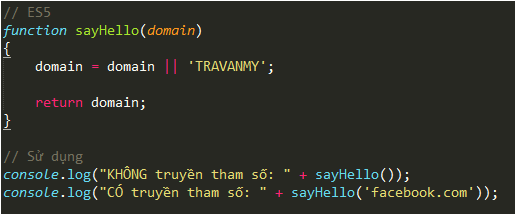 // ES5
function sayHello(domain)
{
    domain = domain || 'TRAVANMY';
    return domain;
}
// Sử dụng
console.log("KHÔNG truyền tham số: " + sayHello());
console.log("CÓ truyền tham số: " + sayHello('facebook.com'));